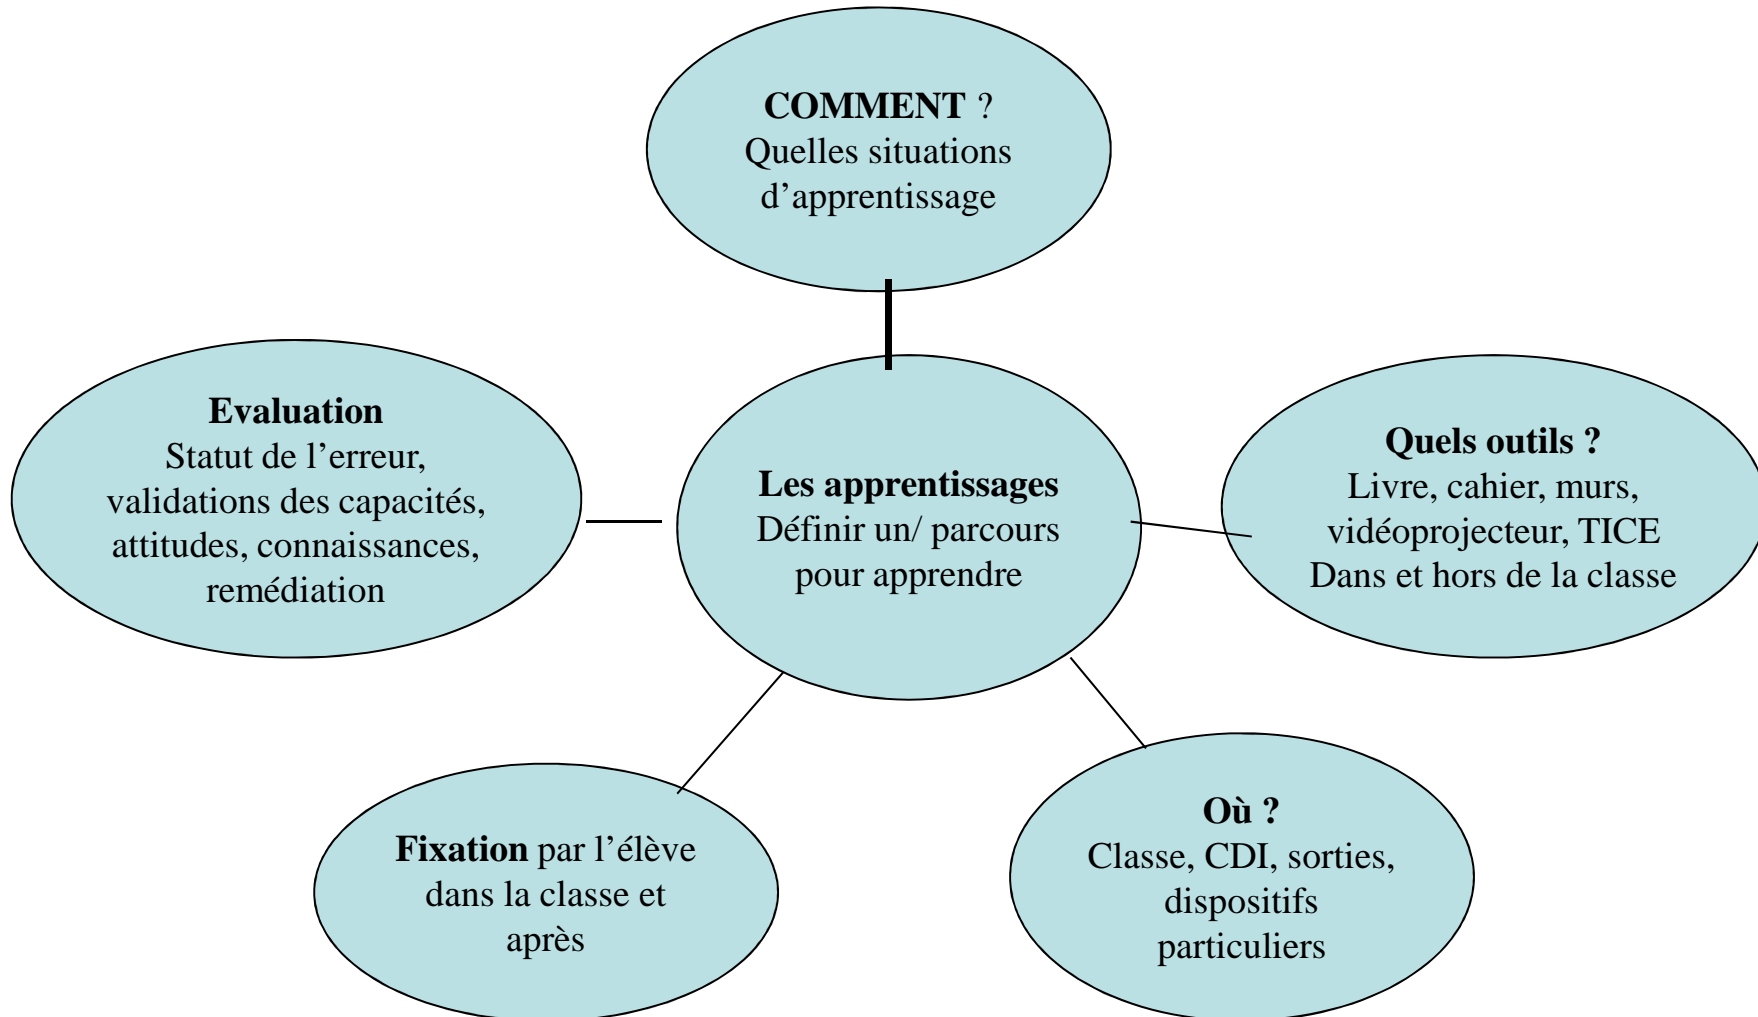 COMMENT ?
Quelles situations
d’apprentissage
Evaluation
Statut de l’erreur,
validations des capacités,
attitudes, connaissances,
remédiation
Les apprentissages
Définir un/ parcours
pour apprendre
Quels outils ?
Livre, cahier, murs,
vidéoprojecteur, TICE
Dans et hors de la classe
Fixation par l’élève
dans la classe et
après
Où ?
Classe, CDI, sorties,
dispositifs
particuliers